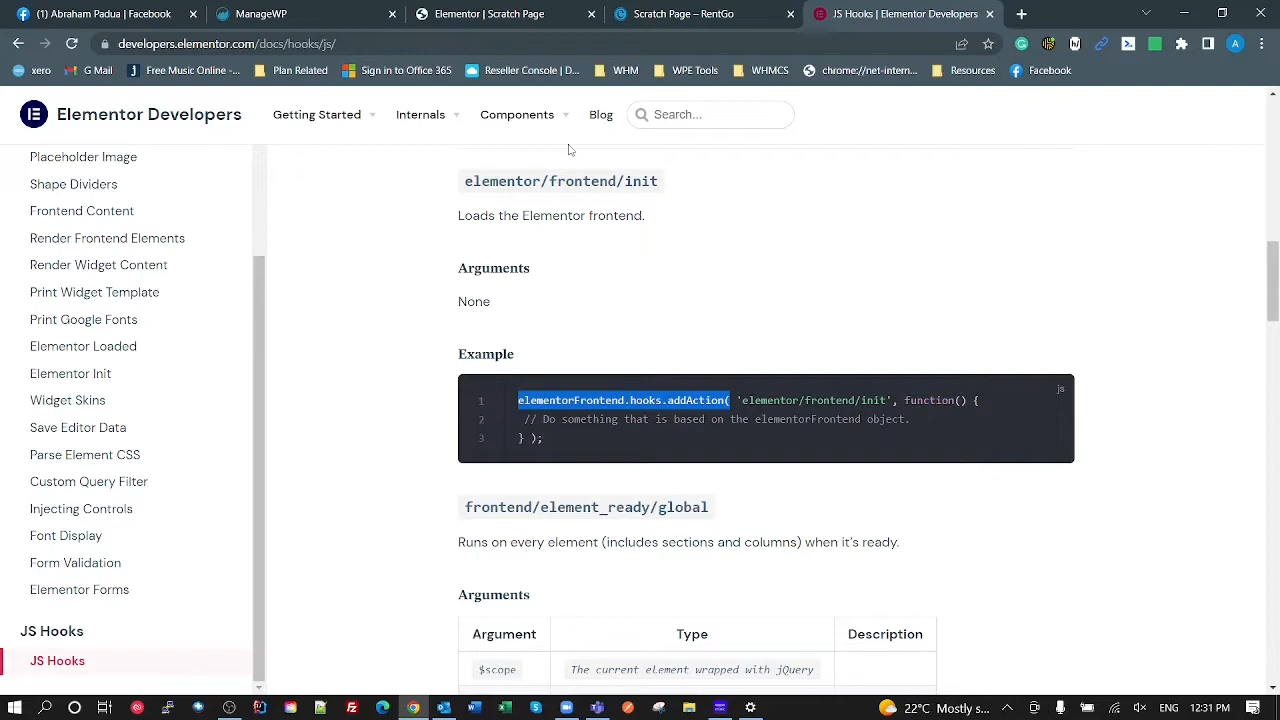 (1) Abraham Padua | Facebook
ManageWP
Elementor | Scratch Page
Scratch Page – RentGo
JS Hooks | Elementor Developers
developers.elementor.com/docs/hooks/js/
A
xero
G Mail
Free Music Online -...
Plan Related
Sign in to Office 365
Reseller Console | D...
WHM
WPE Tools
WHMCS
chrome://net-intern...
Resources
Facebook
Elementor Developers
Getting Started
Internals
Components
Blog
Search...
Placeholder Image
Shape Dividers
Frontend Content
Render Frontend Elements
Render Widget Content
Print Widget Template
Print Google Fonts
Elementor Loaded
Elementor Init
Widget Skins
Save Editor Data
Parse Element CSS
Custom Query Filter
Injecting Controls
Font Display
Form Validation
Elementor Forms
JS Hooks
JS Hooks
elementor/frontend/init
Loads the Elementor frontend.
Arguments
None
Example
js
1 elementorFrontend.hooks.addAction( 'elementor/frontend/init', function() {
2 // Do something that is based on the elementorFrontend object.
3 } );
frontend/element_ready/global
Runs on every element (includes sections and columns) when it's ready.
Arguments
Argument Type Description
$scope The current element wrapped with jQuery
22°C Mostly s...
12:31 PM